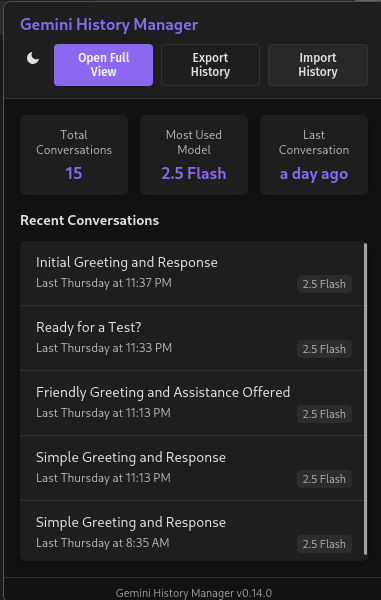 Gemini History Manager
Open Full
View
Export
History
Import
History
Total
Conversations
15
Most Used
Model
2.5 Flash
Last
Conversation
a day ago
Recent Conversations
Initial Greeting and Response
Last Thursday at 11:37 PM
2.5 Flash
Ready for a Test?
Last Thursday at 11:33 PM
2.5 Flash
Friendly Greeting and Assistance Offered
Last Thursday at 11:13 PM
2.5 Flash
Simple Greeting and Response
Last Thursday at 11:13 PM
2.5 Flash
Simple Greeting and Response
Last Thursday at 8:35 AM
2.5 Flash
Gemini History Manager v0.14.0